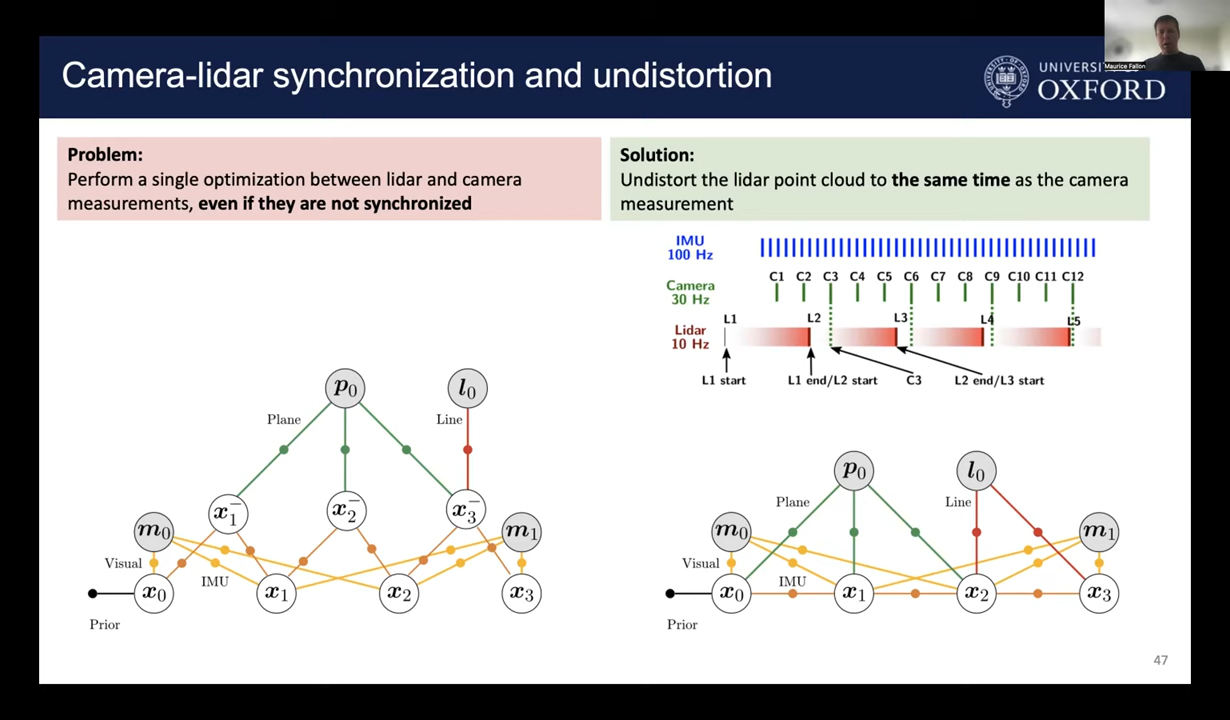 Maurice Fallon
Camera-lidar synchronization and undistortion
OXFORD
Problem:
Perform a single optimization between lidar and camera
measurements, even if they are not synchronized
Solution:
Undistort the lidar point cloud to the same time as the camera
measurement
IMU
100 Hz
Camera
30 Hz
C1 C2 C3 C4 C5 C6 C7 C8 C9 C10 C11 C12
Lidar
10 Hz
L1 L2 L3 L4 L5
L1 start L1 end/L2 start C3 L2 end/L3 start
p₀ l₀
Plane Line
x₁⁻ x₂⁻ x₃⁻
m₀ m₁
Visual IMU
x₀ x₁ x₂ x₃
Prior
p₀ l₀
Plane Line
m₀ m₁
Visual IMU
x₀ x₁ x₂ x₃
Prior
47